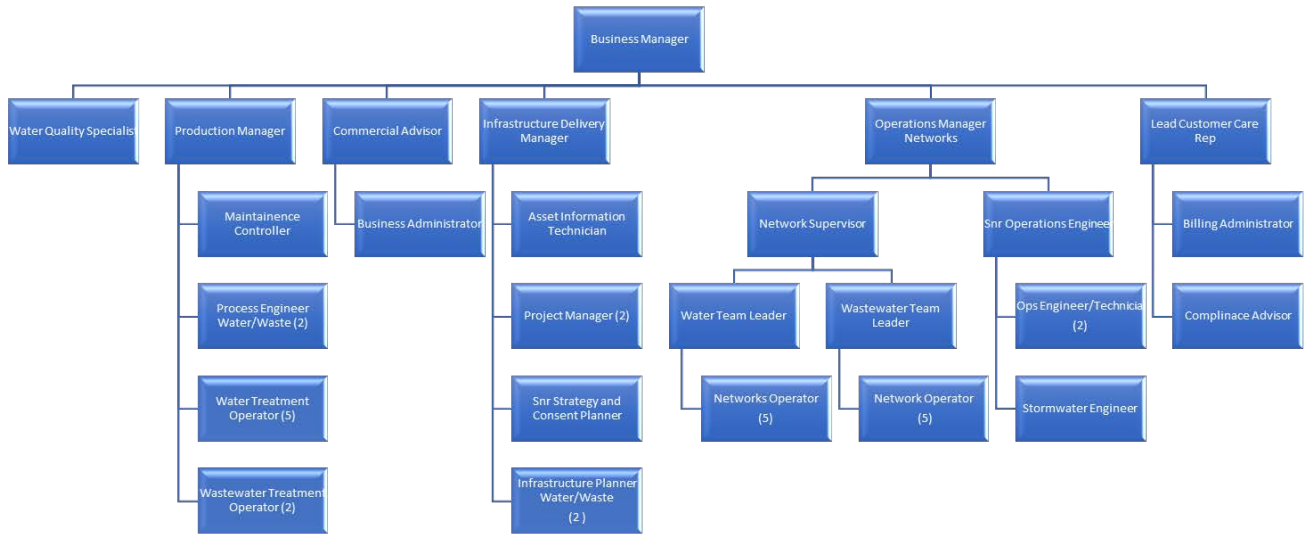 Business Manager
Water Quality Specialist
Production Manager
Commercial Advisor
Infrastructure Delivery
Manager
Operations Manager
Networks
Lead Customer Care
Rep
Maintainence
Controller
Business Administrator
Asset Information
Technician
Network Supervisor
Snr Operations Enginee
Billing Administrator
Process Engineer
Water/Waste (2)
Project Manager (2)
Water Team Leader
Wastewater Team
Leader
Ops Engineer/Technicia
(2)
Complinace Advisor
Water Treatment
Operator (5)
Snr Strategy and
Consent Planner
Networks Operator
(5)
Network Operator
(5)
Stormwater Engineer
Wastewater Treatment
Operator (2)
Infrastructure Planner
Water/Waste
(2 )